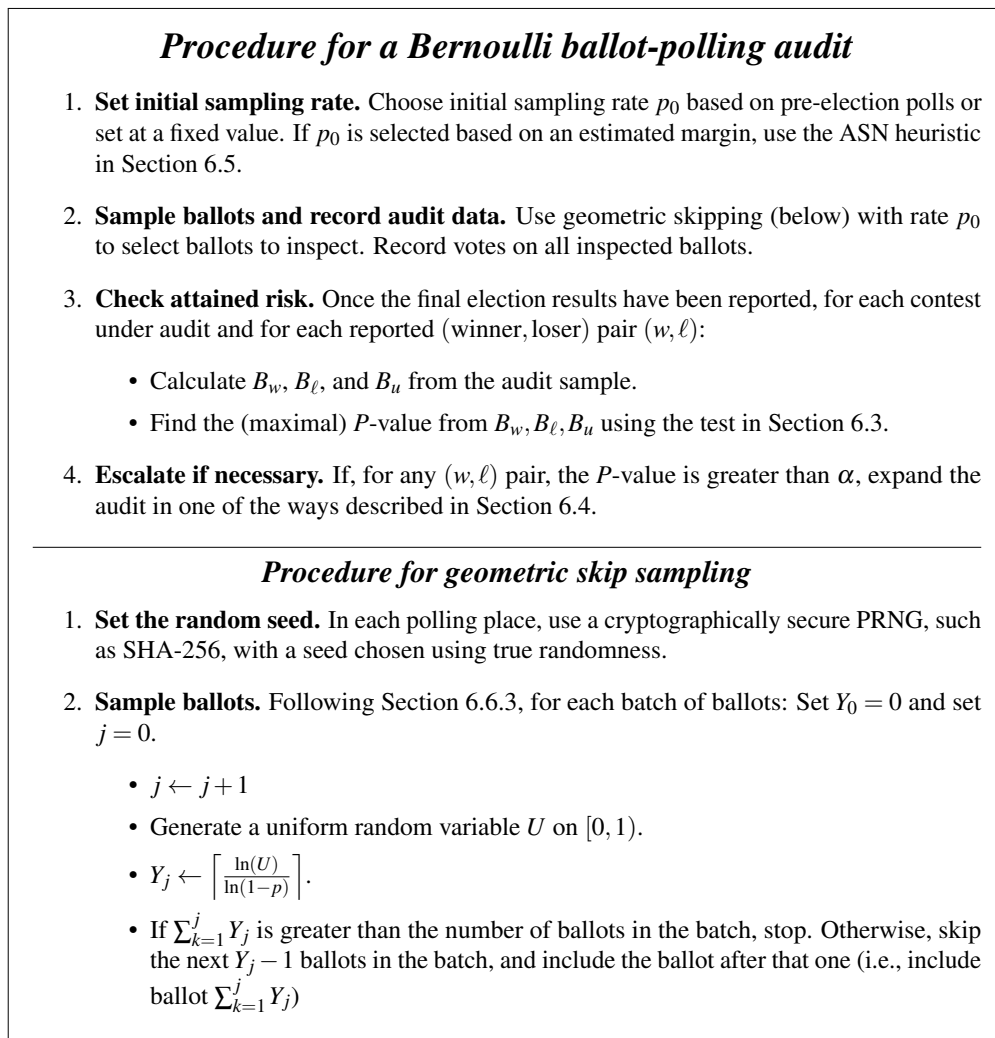 Procedure for a Bernoulli ballot-polling audit
1. Set initial sampling rate. Choose initial sampling rate p₀ based on pre-election polls or
set at a fixed value. If p₀ is selected based on an estimated margin, use the ASN heuristic
in Section 6.5.
2. Sample ballots and record audit data. Use geometric skipping (below) with rate p₀
to select ballots to inspect. Record votes on all inspected ballots.
3. Check attained risk. Once the final election results have been reported, for each contest
under audit and for each reported (winner, loser) pair (w, ℓ):
• Calculate B_w, B_ℓ, and B_u from the audit sample.
• Find the (maximal) P-value from B_w, B_ℓ, B_u using the test in Section 6.3.
4. Escalate if necessary. If, for any (w, ℓ) pair, the P-value is greater than α, expand the
audit in one of the ways described in Section 6.4.
Procedure for geometric skip sampling
1. Set the random seed. In each polling place, use a cryptographically secure PRNG, such
as SHA-256, with a seed chosen using true randomness.
2. Sample ballots. Following Section 6.6.3, for each batch of ballots: Set Y₀ = 0 and set
j = 0.
• j ← j + 1
• Generate a uniform random variable U on [0, 1).
• Y_j ← ⌈ln(U)/ln(1−p)⌉.
• If ∑_{k=1}^{j} Y_j is greater than the number of ballots in the batch, stop. Otherwise, skip
the next Y_j − 1 ballots in the batch, and include the ballot after that one (i.e., include
ballot ∑_{k=1}^{j} Y_j)